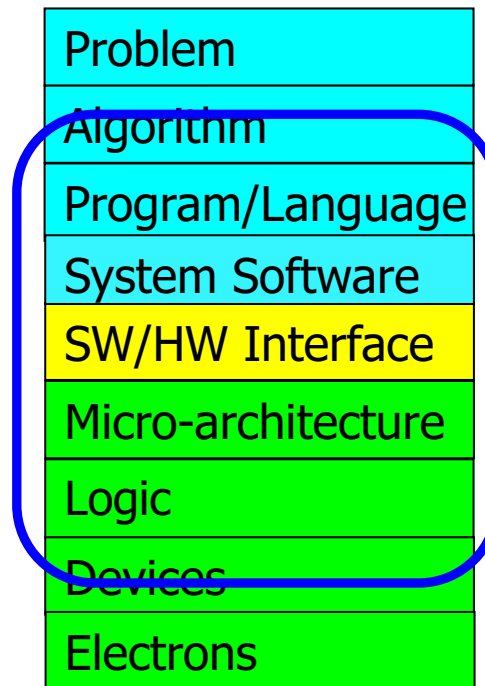 Problem
Algorithm
Program/Language
System Software
SW/HW Interface
Micro-architecture
Logic
Devices
Electrons